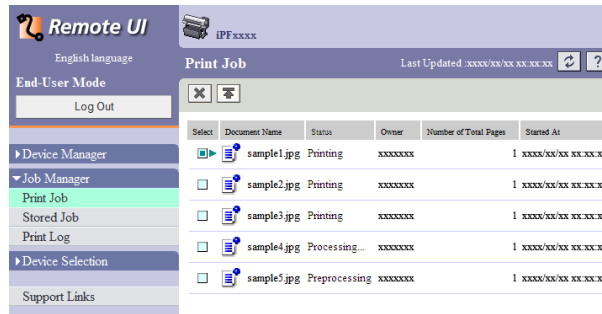 Remote UI
iPFxxxx
English language
End-User Mode
Log Out
Print Job Last Updated :xxxx/xx/xx xx:xx:xx ?
Select Document Name Status Owner Number of Total Pages Started At
Device Manager
Job Manager
Print Job
Stored Job
Print Log
Device Selection
Support Links
sample1.jpg Printing xxxxxxx 1 xxxx/xx/xx xx:xx:x
sample2.jpg Printing xxxxxxx 1 xxxx/xx/xx xx:xx:x
sample3.jpg Printing xxxxxxx 1 xxxx/xx/xx xx:xx:x
sample4.jpg Processing... xxxxxxx 1 xxxx/xx/xx xx:xx:x
sample5.jpg Preprocessing xxxxxxx 1 xxxx/xx/xx xx:xx:x